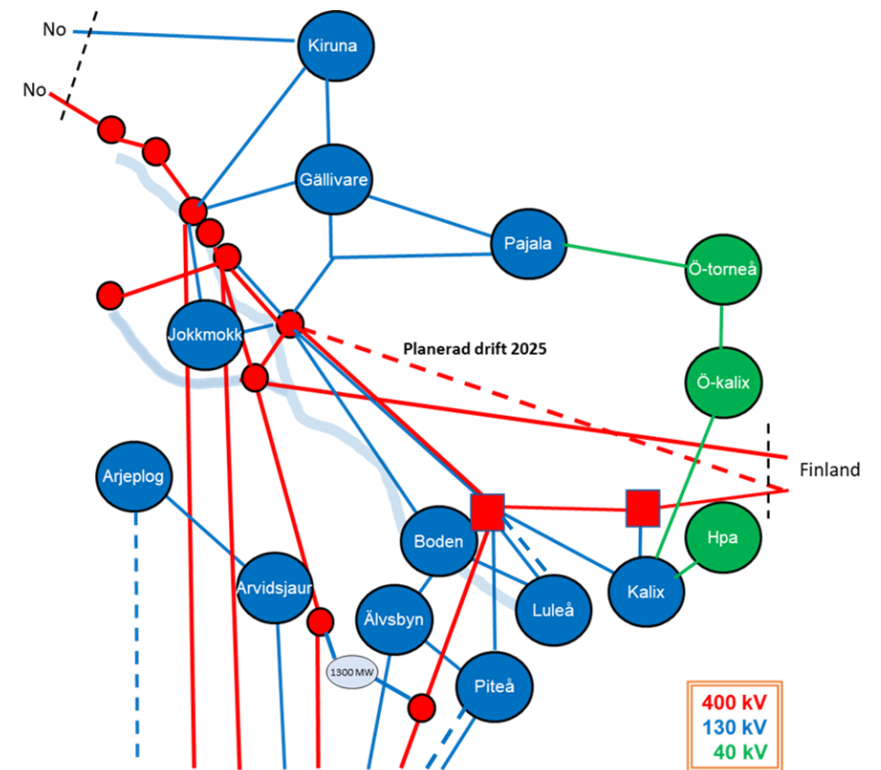 No
Kiruna
No
Gällivare
Pajala
Ö-torneå
Jokkmokk
Planerad drift 2025
Ö-kalix
Finland
Arjeplog
Boden
Hpa
Arvidsjaur
Älvsbyn
Luleå
Kalix
1300 MW
Piteå
400 kV
130 kV
40 kV